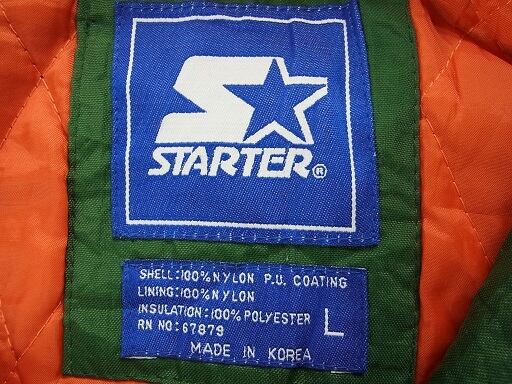 STARTER®
SHELL:100%NYLON P.U. COATING
LINING:100%NYLON
INSULATION:100%POLYESTER
RN NO:67879
L
MADE IN KOREA